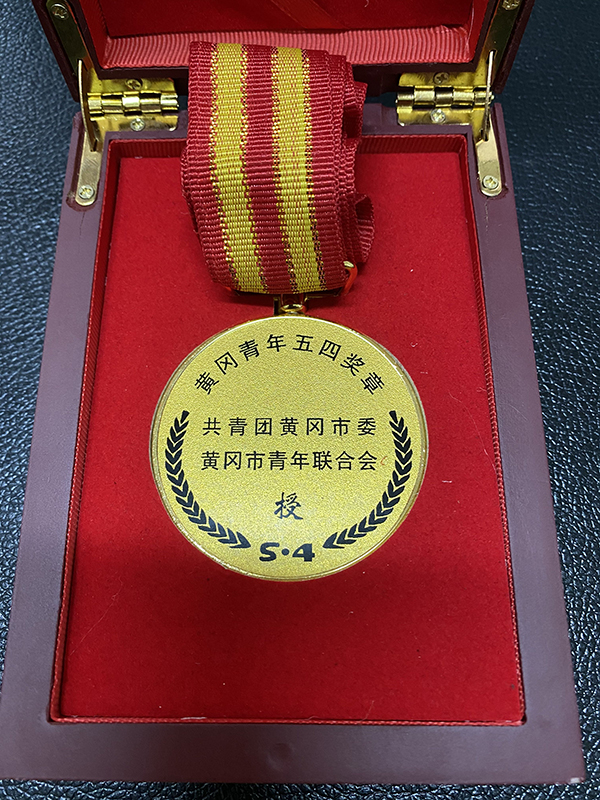 黄冈青年五四奖章
共青团黄冈市委
黄冈市青年联合会
授
5·4